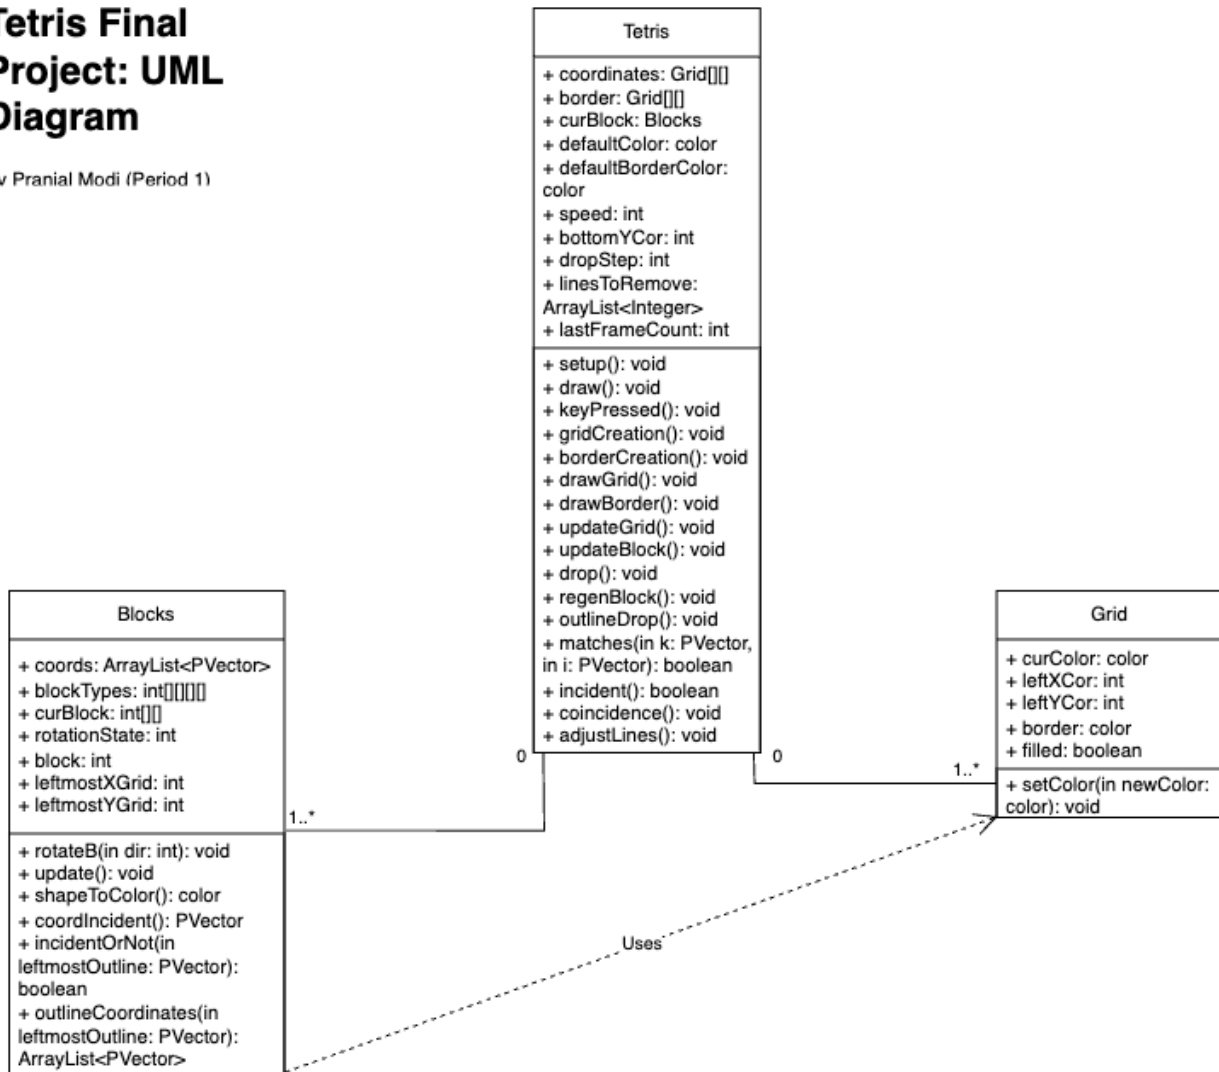 Tetris Final
Project: UML
Diagram
Pranjal Modi (Period 1)
Tetris
+ coordinates: Grid[][]
+ border: Grid[][]
+ curBlock: Blocks
+ defaultColor: color
+ defaultBorderColor:
color
+ speed: int
+ bottomYCor: int
+ dropStep: int
+ linesToRemove:
ArrayList<Integer>
+ lastFrameCount: int
+ setup(): void
+ draw(): void
+ keyPressed(): void
+ gridCreation(): void
+ borderCreation(): void
+ drawGrid(): void
+ drawBorder(): void
+ updateGrid(): void
+ updateBlock(): void
+ drop(): void
+ regenBlock(): void
+ outlineDrop(): void
+ matches(in k: PVector,
in i: PVector): boolean
+ incident(): boolean
+ coincidence(): void
+ adjustLines(): void
0
0
1..*
1..*
Blocks
+ coords: ArrayList<PVector>
+ blockTypes: int[][][][]
+ curBlock: int[][]
+ rotationState: int
+ block: int
+ leftmostXGrid: int
+ leftmostYGrid: int
+ rotateB(in dir: int): void
+ update(): void
+ shapeToColor(): color
+ coordIncident(): PVector
+ incidentOrNot(in
leftmostOutline: PVector):
boolean
+ outlineCoordinates(in
leftmostOutline: PVector):
ArrayList<PVector>
Grid
+ curColor: color
+ leftXCor: int
+ leftYCor: int
+ border: color
+ filled: boolean
+ setColor(in newColor:
color): void
Uses